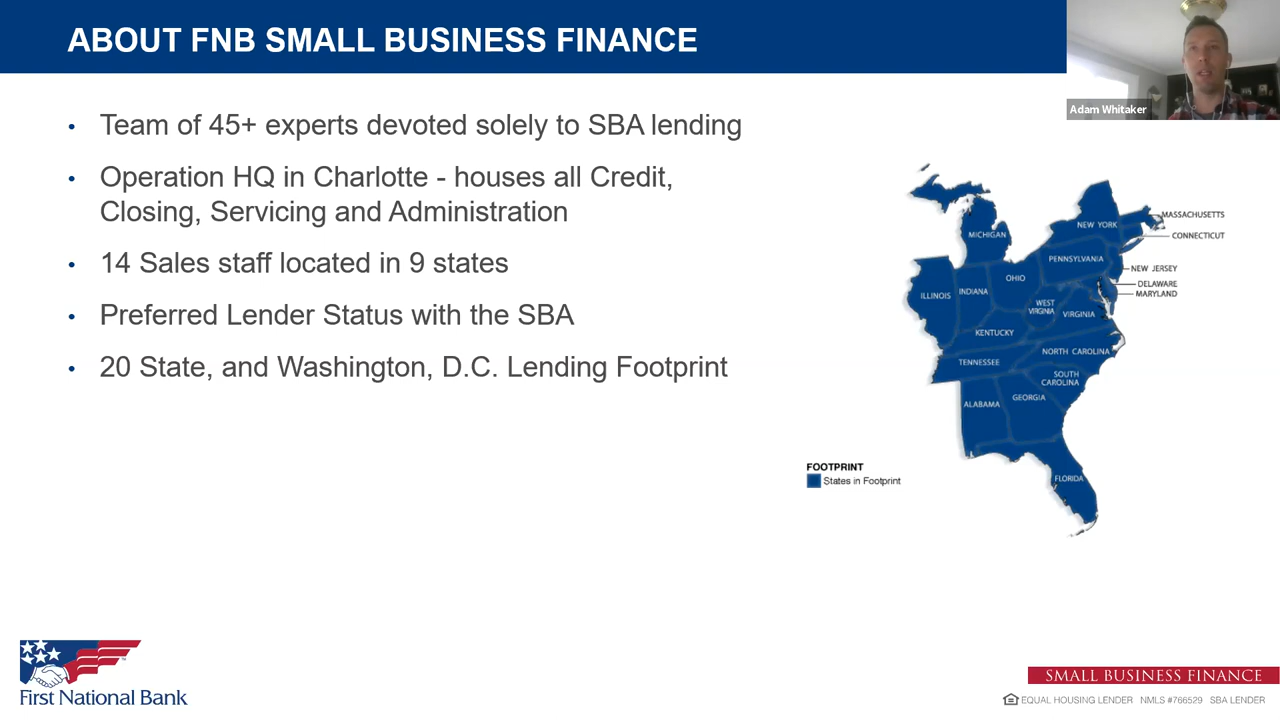 ABOUT FNB SMALL BUSINESS FINANCE
Adam Whitaker
• Team of 45+ experts devoted solely to SBA lending
• Operation HQ in Charlotte - houses all Credit,
Closing, Servicing and Administration
• 14 Sales staff located in 9 states
• Preferred Lender Status with the SBA
• 20 State, and Washington, D.C. Lending Footprint
MASSACHUSETTS
NEW YORK
CONNECTICUT
MICHIGAN
PENNSYLVANIA
NEW JERSEY
OHIO
DELAWARE
INDIANA
MARYLAND
ILLINOIS
WEST
VIRGINIA
VIRGINIA
KENTUCKY
NORTH CAROLINA
TENNESSEE
SOUTH
CAROLINA
GEORGIA
ALABAMA
FLORIDA
FOOTPRINT
States in Footprint
First National Bank
SMALL BUSINESS FINANCE
EQUAL HOUSING LENDER NMLS #766529 SBA LENDER